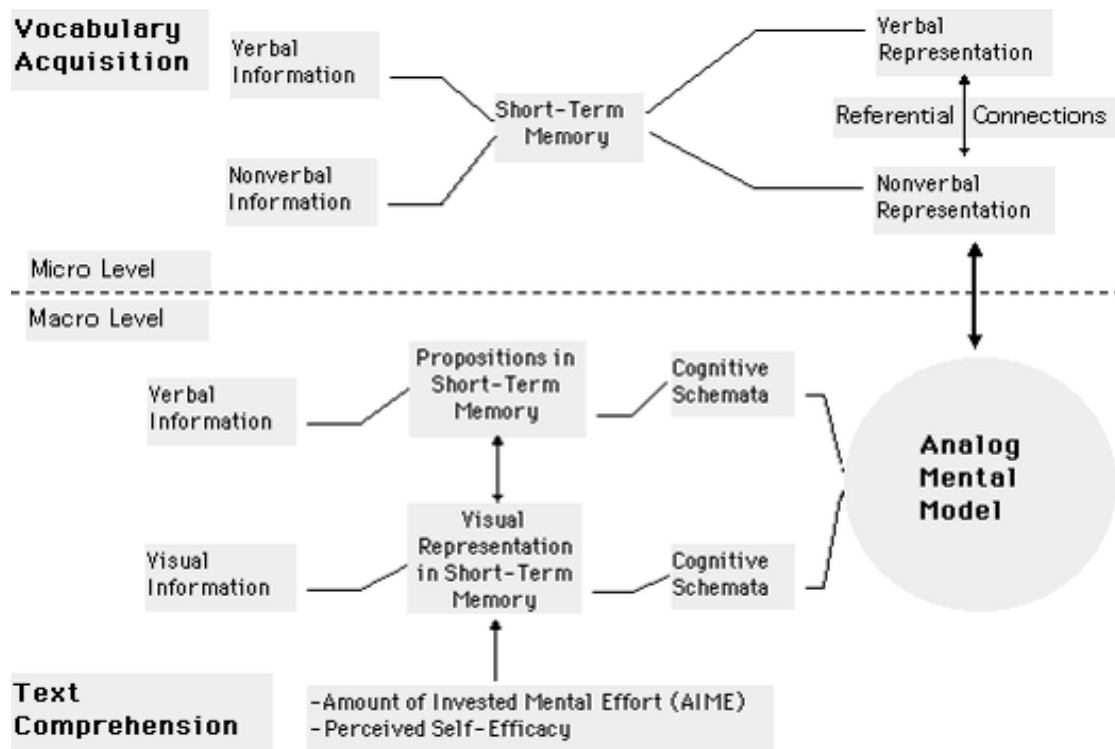 Vocabulary
Acquisition
Verbal
Information
Nonverbal
Information
Short-Term
Memory
Verbal
Representation
Referential Connections
Nonverbal
Representation
Micro Level
Macro Level
Verbal
Information
Propositions in
Short-Term
Memory
Cognitive
Schemata
Visual
Information
Visual
Representation
in Short-Term
Memory
Cognitive
Schemata
Analog
Mental
Model
Text
Comprehension
-Amount of Invested Mental Effort (AIME)
-Perceived Self-Efficacy